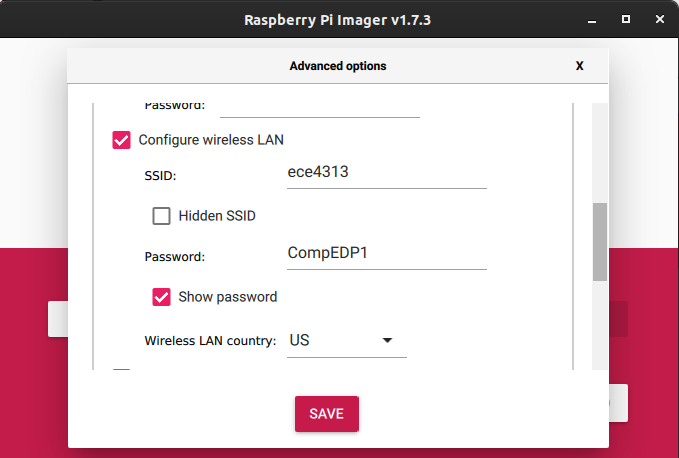 Raspberry Pi Imager v1.7.3
Advanced options X
Password:
Configure wireless LAN
SSID: ece4313
Hidden SSID
Password: CompEDP1
Show password
Wireless LAN country: US
SAVE